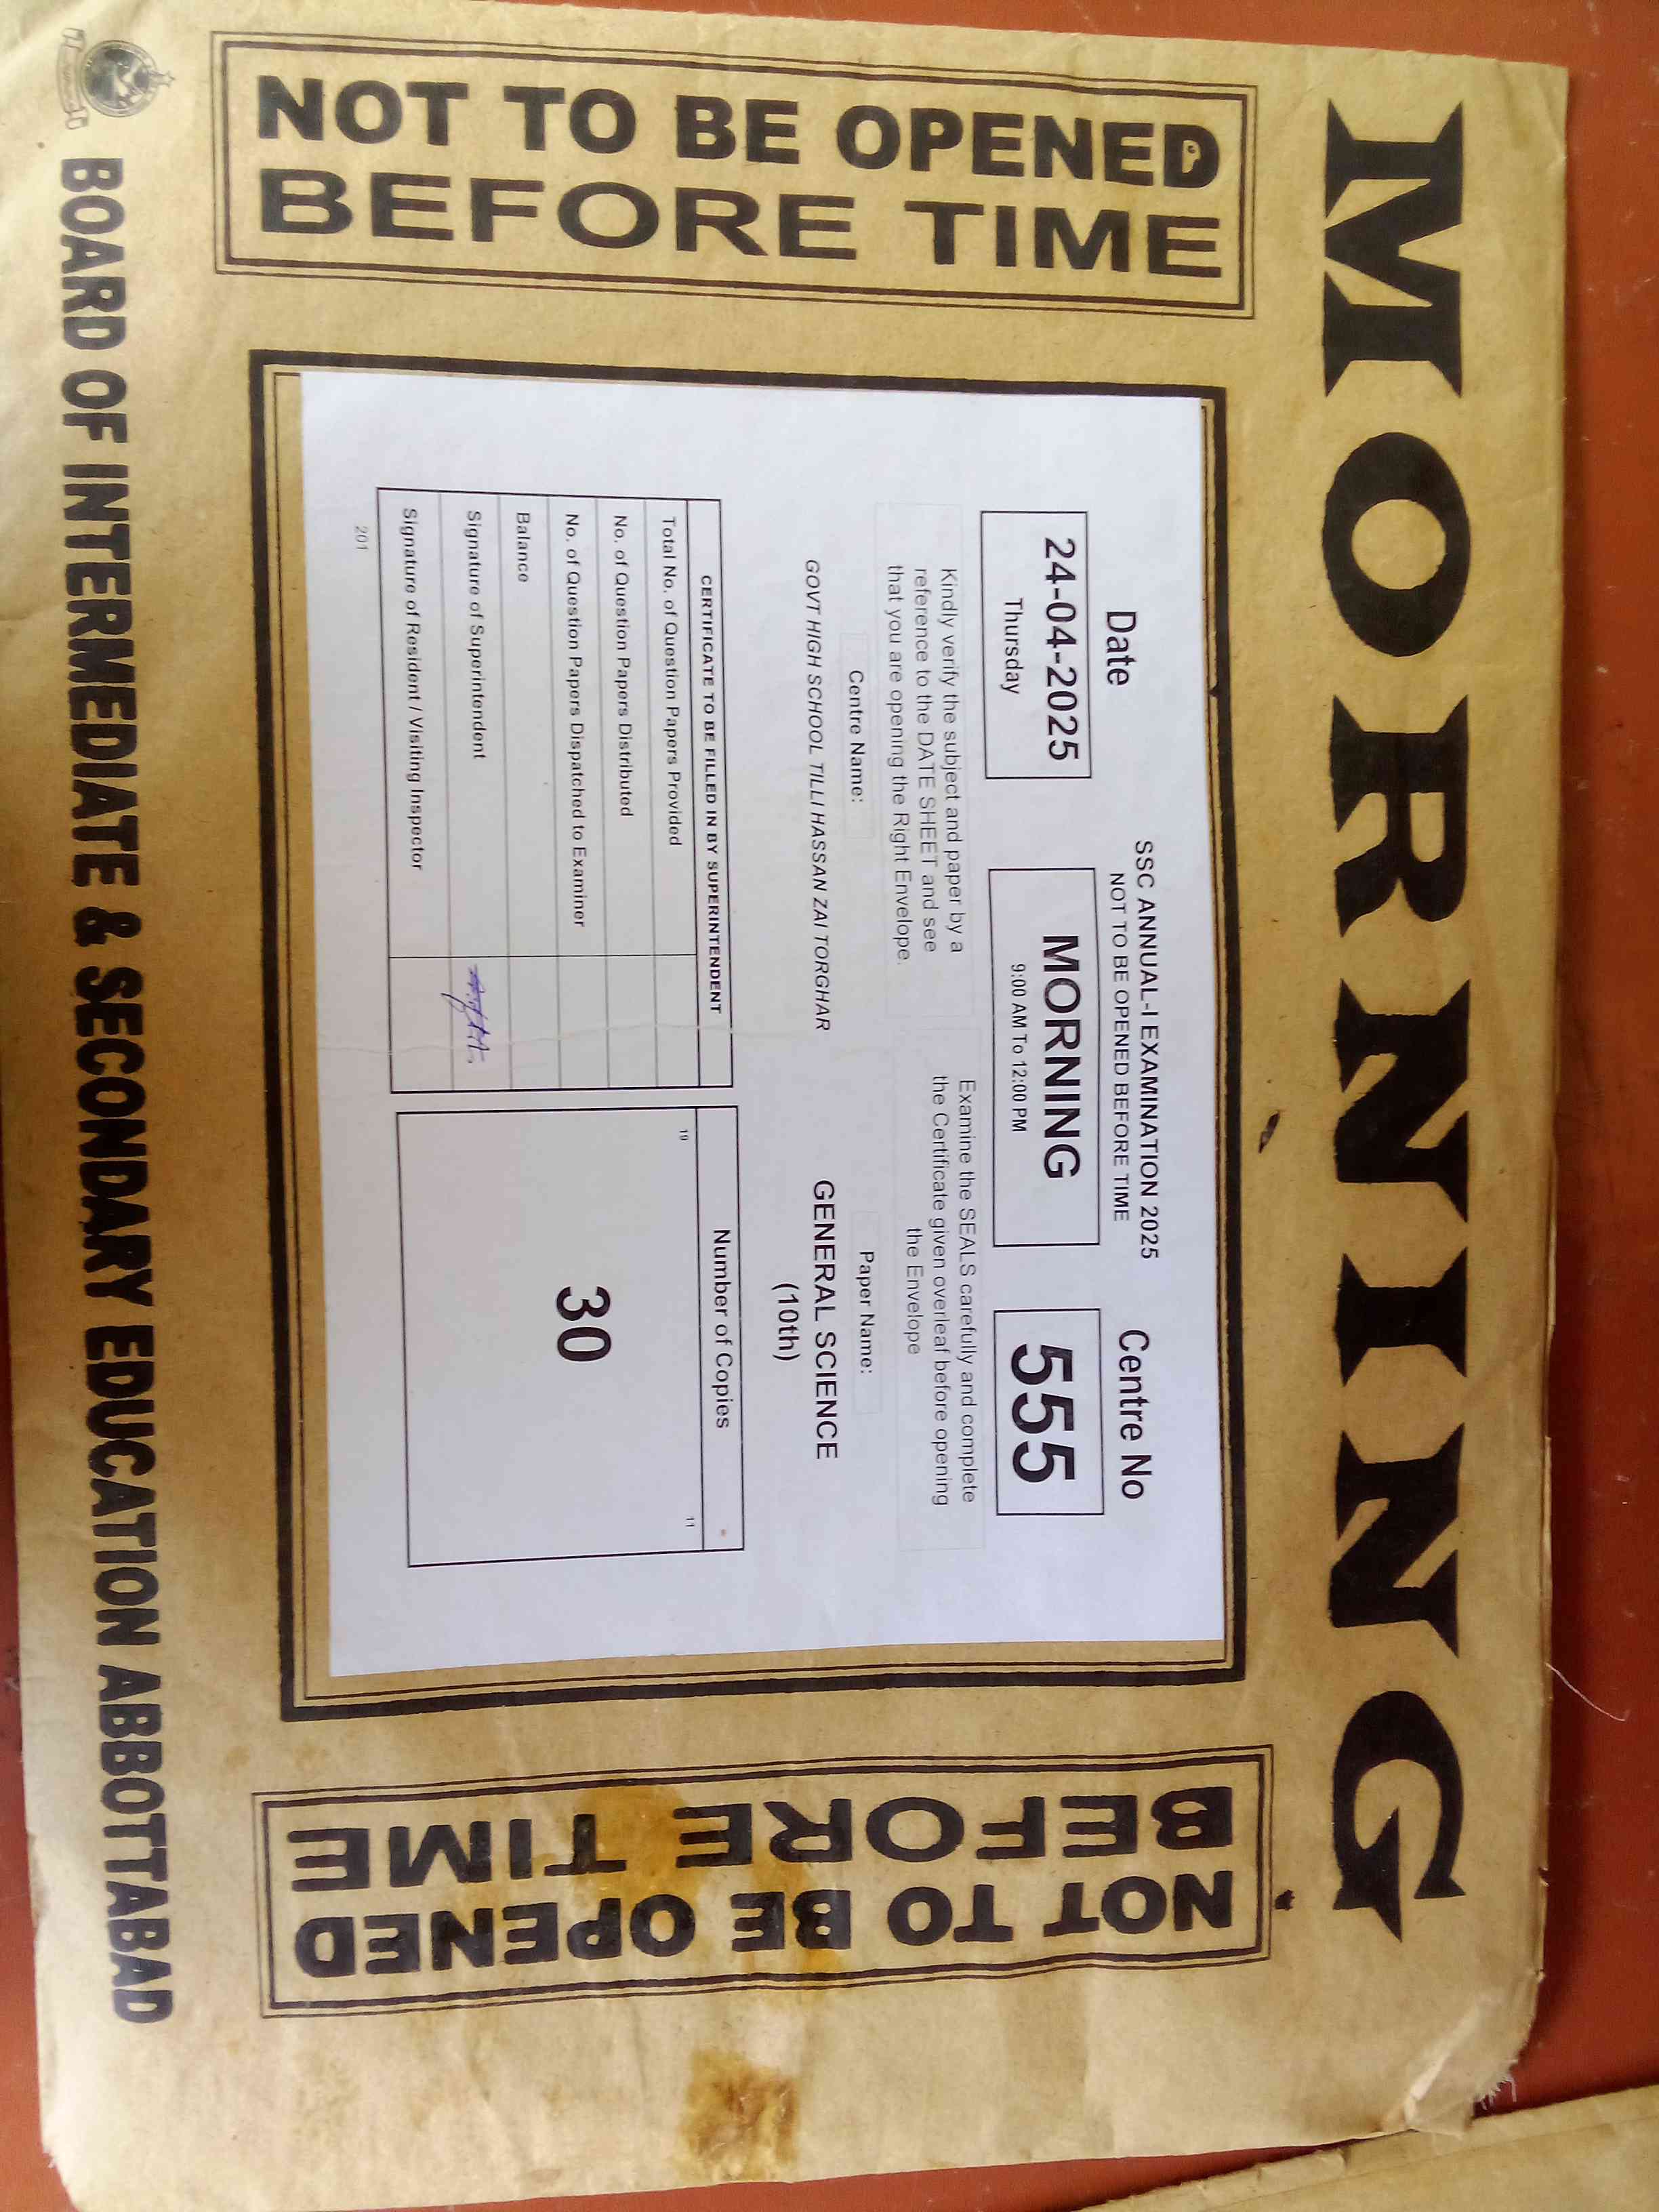 MORNING
NOT TO BE OPENED
BEFORE TIME
SSC ANNUAL-I EXAMINATION 2025
NOT TO BE OPENED BEFORE TIME
Date
24-04-2025
Thursday
MORNING
9:00 AM To 12:00 PM
Centre No
555
Kindly verify the subject and paper by a
reference to the DATE SHEET and see
that you are opening the Right Envelope.
Examine the SEALS carefully and complete
the Certificate given overleaf before opening
the Envelope
Centre Name:
GOVT HIGH SCHOOL TILLI HASSAN ZAI TORGHAR
Paper Name:
GENERAL SCIENCE
(10th)
CERTIFICATE TO BE FILLED IN BY SUPERINTENDENT
Total No. of Question Papers Provided
No. of Question Papers Distributed
No. of Question Papers Dispatched to Examiner
Balance
Signature of Superintendent
Signature of Resident / Visiting Inspector
201
Number of Copies
19
11
30
NOT TO BE OPENED
BEFORE TIME
BOARD OF INTERMEDIATE & SECONDARY EDUCATION ABBOTTABAD